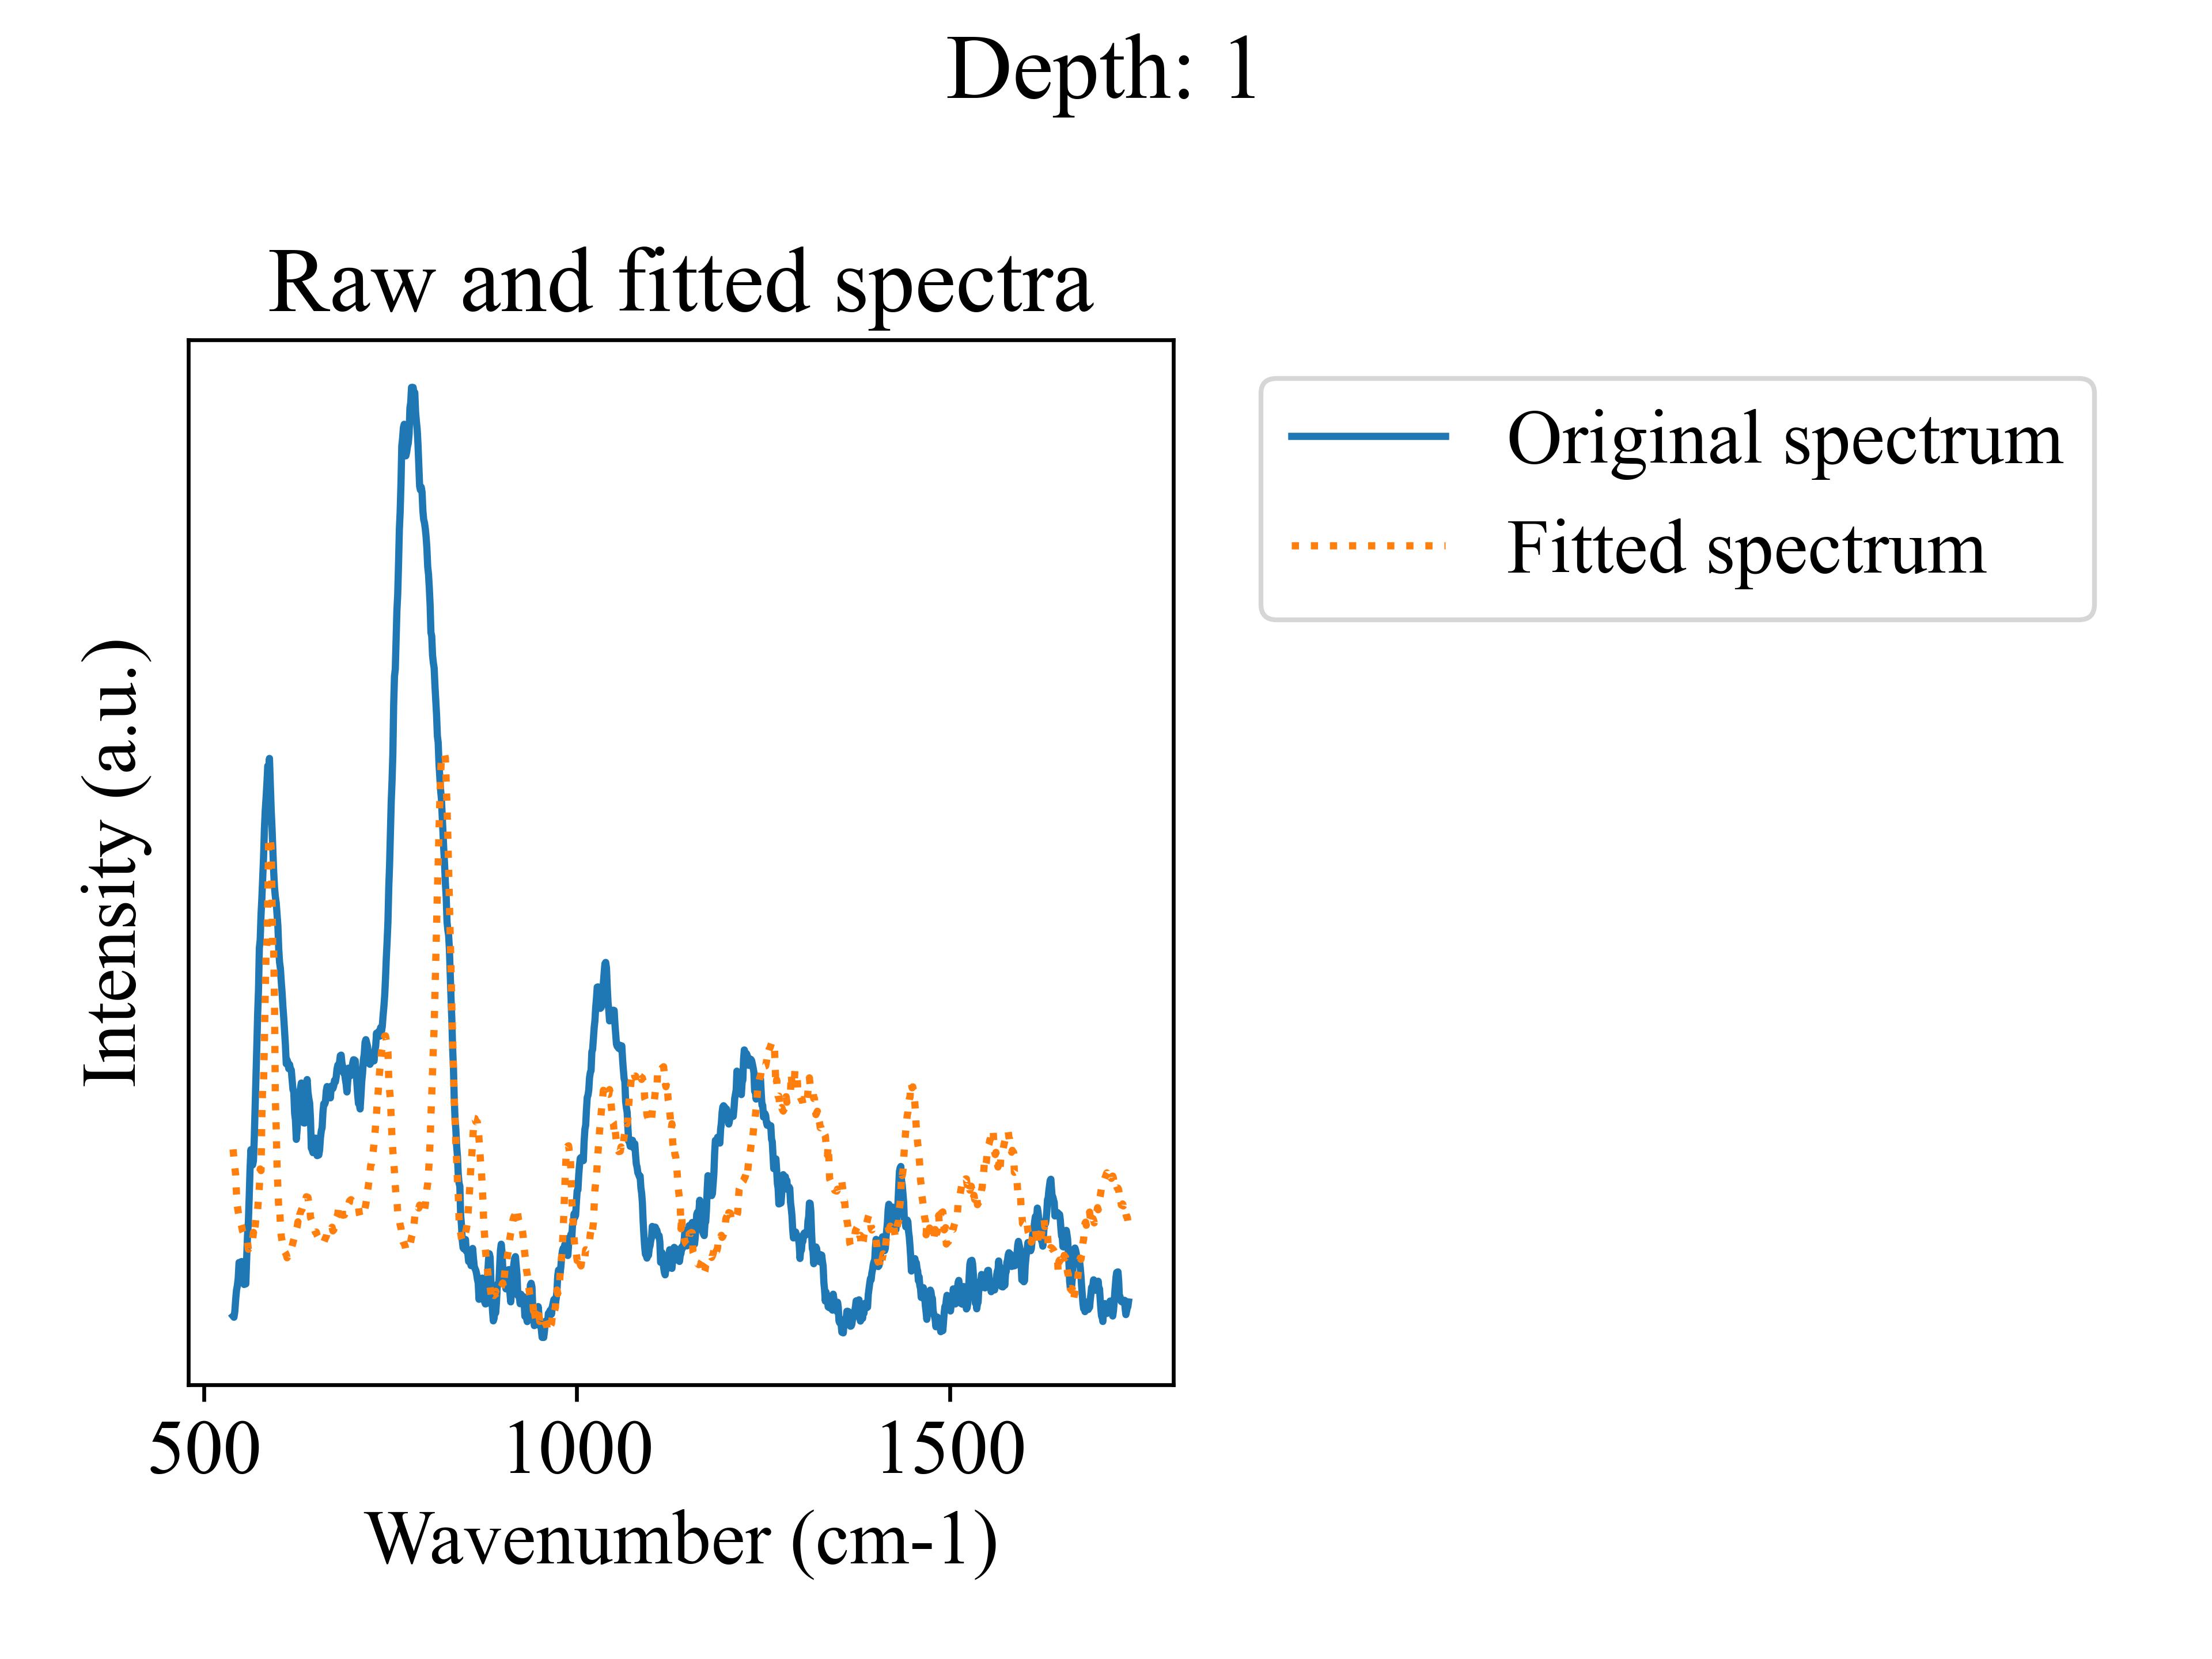 Depth: 1
Raw and fitted spectra
Original spectrum
Fitted spectrum
Intensity (a.u.)
500 1000 1500
Wavenumber (cm-1)